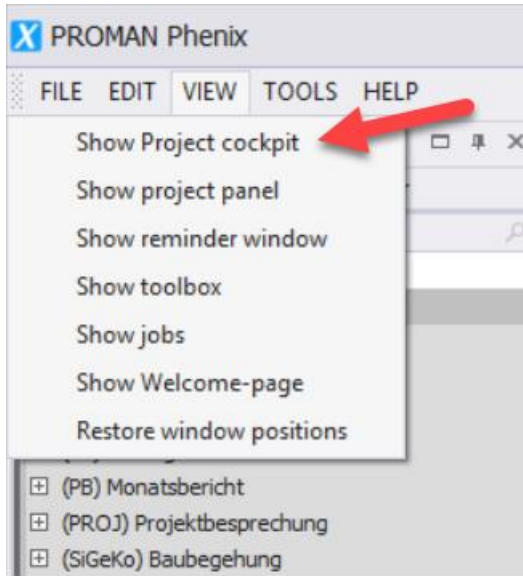 PROMAN Phenix
FILE EDIT VIEW TOOLS HELP
Show Project cockpit
Show project panel
Show reminder window
Show toolbox
Show jobs
Show Welcome-page
Restore window positions
(PB) Monatsbericht
(PROJ) Projektbesprechung
(SiGeKo) Baubegehung